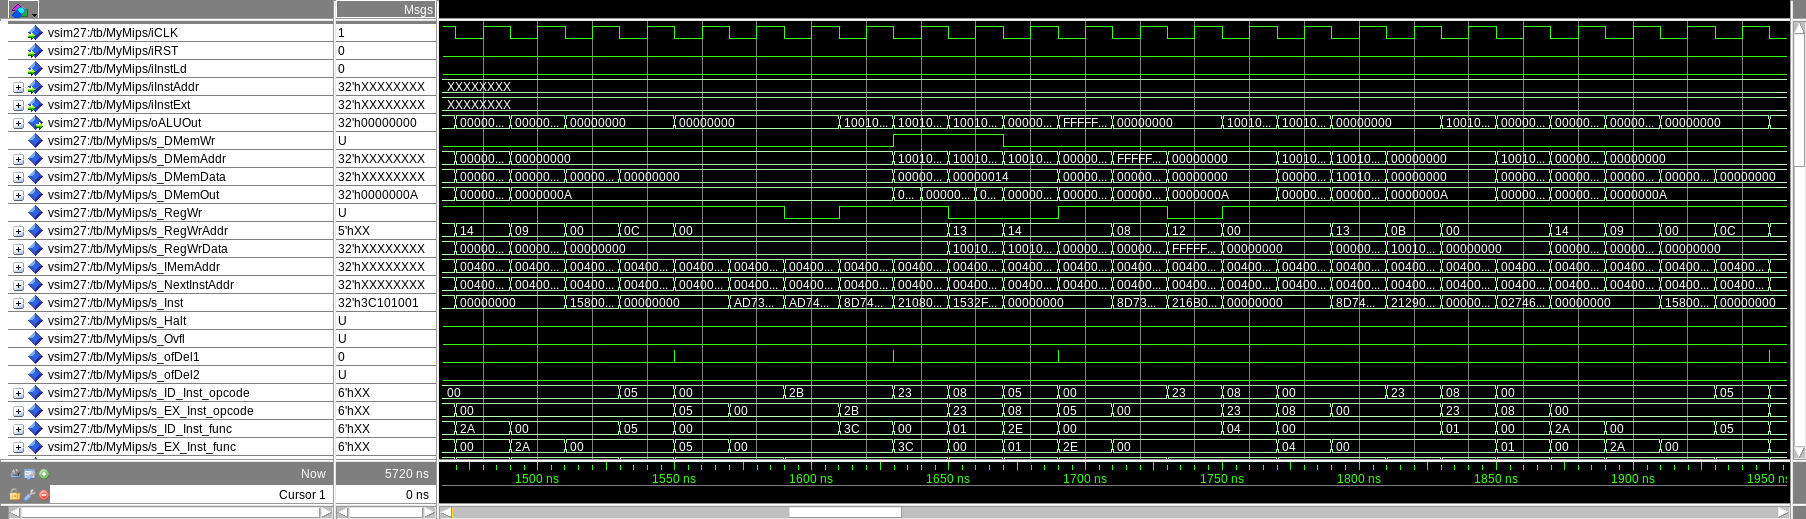 Msgs
vsim27:/tb/MyMips/iCLK 1
vsim27:/tb/MyMips/iRST 0
vsim27:/tb/MyMips/iInstLd 0
vsim27:/tb/MyMips/iInstAddr 32'hXXXXXXXX XXXXXXXX
vsim27:/tb/MyMips/iInstExt 32'hXXXXXXXX XXXXXXXX
vsim27:/tb/MyMips/oALUOut 32'h00000000 00000... 00000... 00000000 00000000 10010... 10010... 10010... 00000... FFFFF... 00000000 10010... 10010... 00000000 10010... 00000... 00000... 00000... 00000000
vsim27:/tb/MyMips/s_DMemWr U
vsim27:/tb/MyMips/s_DMemAddr 32'hXXXXXXXX 00000... 00000000 10010... 10010... 10010... 00000... FFFFF... 00000000 10010... 10010... 00000000 10010... 00000... 00000000
vsim27:/tb/MyMips/s_DMemData 32'hXXXXXXXX 00000... 00000... 00000... 00000000 00000... 00000014 00000... 00000... 00000000 00000... 10010... 00000000 00000... 00000... 00000... 00000... 00000000
vsim27:/tb/MyMips/s_DMemOut 32'h0000000A 00000... 0000000A 0... 00000... 0... 00000... 00000... 00000... 0000000A 00000... 00000... 0000000A 00000... 00000... 0000000A
vsim27:/tb/MyMips/s_RegWr U
vsim27:/tb/MyMips/s_RegWrAddr 5'hXX 14 09 00 0C 00 13 14 08 12 00 13 0B 00 14 09 00 0C
vsim27:/tb/MyMips/s_RegWrData 32'hXXXXXXXX 00000... 00000... 00000000 10010... 10010... 00000... 00000... FFFFF... 00000000 00000... 10010... 00000000 00000... 00000... 00000000
vsim27:/tb/MyMips/s_IMemAddr 32'hXXXXXXXX 00400... 00400... 00400... 00400... 00400... 00400... 00400... 00400... 00400... 00400... 00400... 00400... 00400... 00400... 00400... 00400... 00400... 00400... 00400... 00400... 00400... 00400... 00400... 00400...
vsim27:/tb/MyMips/s_NextInstAddr 32'hXXXXXXXX 00400... 00400... 00400... 00400... 00400... 00400... 00400... 00400... 00400... 00400... 00400... 00400... 00400... 00400... 00400... 00400... 00400... 00400... 00400... 00400... 00400... 00400... 00400... 00400...
vsim27:/tb/MyMips/s_Inst 32'h3C101001 00000000 15800... 00000000 AD73... AD74... 8D74... 21080... 1532F... 00000000 8D73... 216B0... 00000000 8D74... 21290... 00000... 02746... 00000000 15800... 00000000
vsim27:/tb/MyMips/s_Halt U
vsim27:/tb/MyMips/s_Ovfl U
vsim27:/tb/MyMips/s_ofDel1 0
vsim27:/tb/MyMips/s_ofDel2 U
vsim27:/tb/MyMips/s_ID_Inst_opcode 6'hXX 00 05 00 2B 23 08 05 00 23 08 00 23 08 00 05
vsim27:/tb/MyMips/s_EX_Inst_opcode 6'hXX 00 05 00 2B 23 08 05 00 23 08 00 23 08 00
vsim27:/tb/MyMips/s_ID_Inst_func 6'hXX 2A 00 05 00 3C 00 01 2E 00 04 00 01 00 2A 00 05
vsim27:/tb/MyMips/s_EX_Inst_func 6'hXX 00 2A 00 05 00 3C 00 01 2E 00 04 00 01 00 2A 00
Now 5720 ns 1500 ns 1550 ns 1600 ns 1650 ns 1700 ns 1750 ns 1800 ns 1850 ns 1900 ns 1950 ns
Cursor 1 0 ns